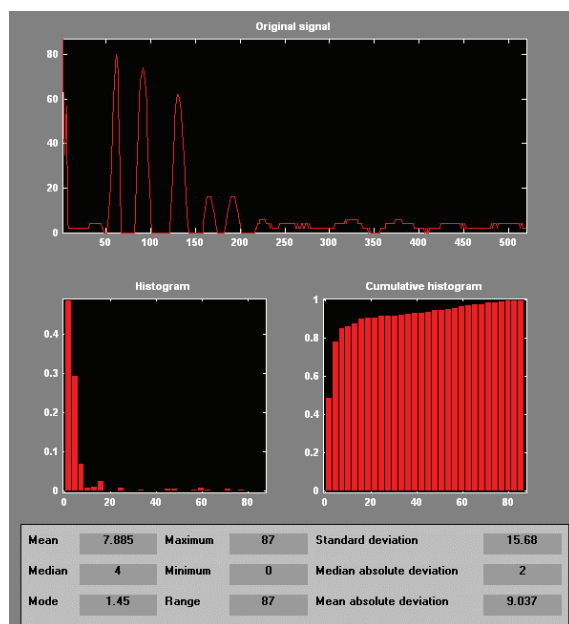 Original signal
80
60
40
20
0
50 100 150 200 250 300 350 400 450 500
Histogram
0.4
0.3
0.2
0.1
0
0 20 40 60 80
Cumulative histogram
1
0.8
0.6
0.4
0.2
0
0 20 40 60 80
Mean 7.885 Maximum 87 Standard deviation 15.68
Median 4 Minimum 0 Median absolute deviation 2
Mode 1.45 Range 87 Mean absolute deviation 9.037